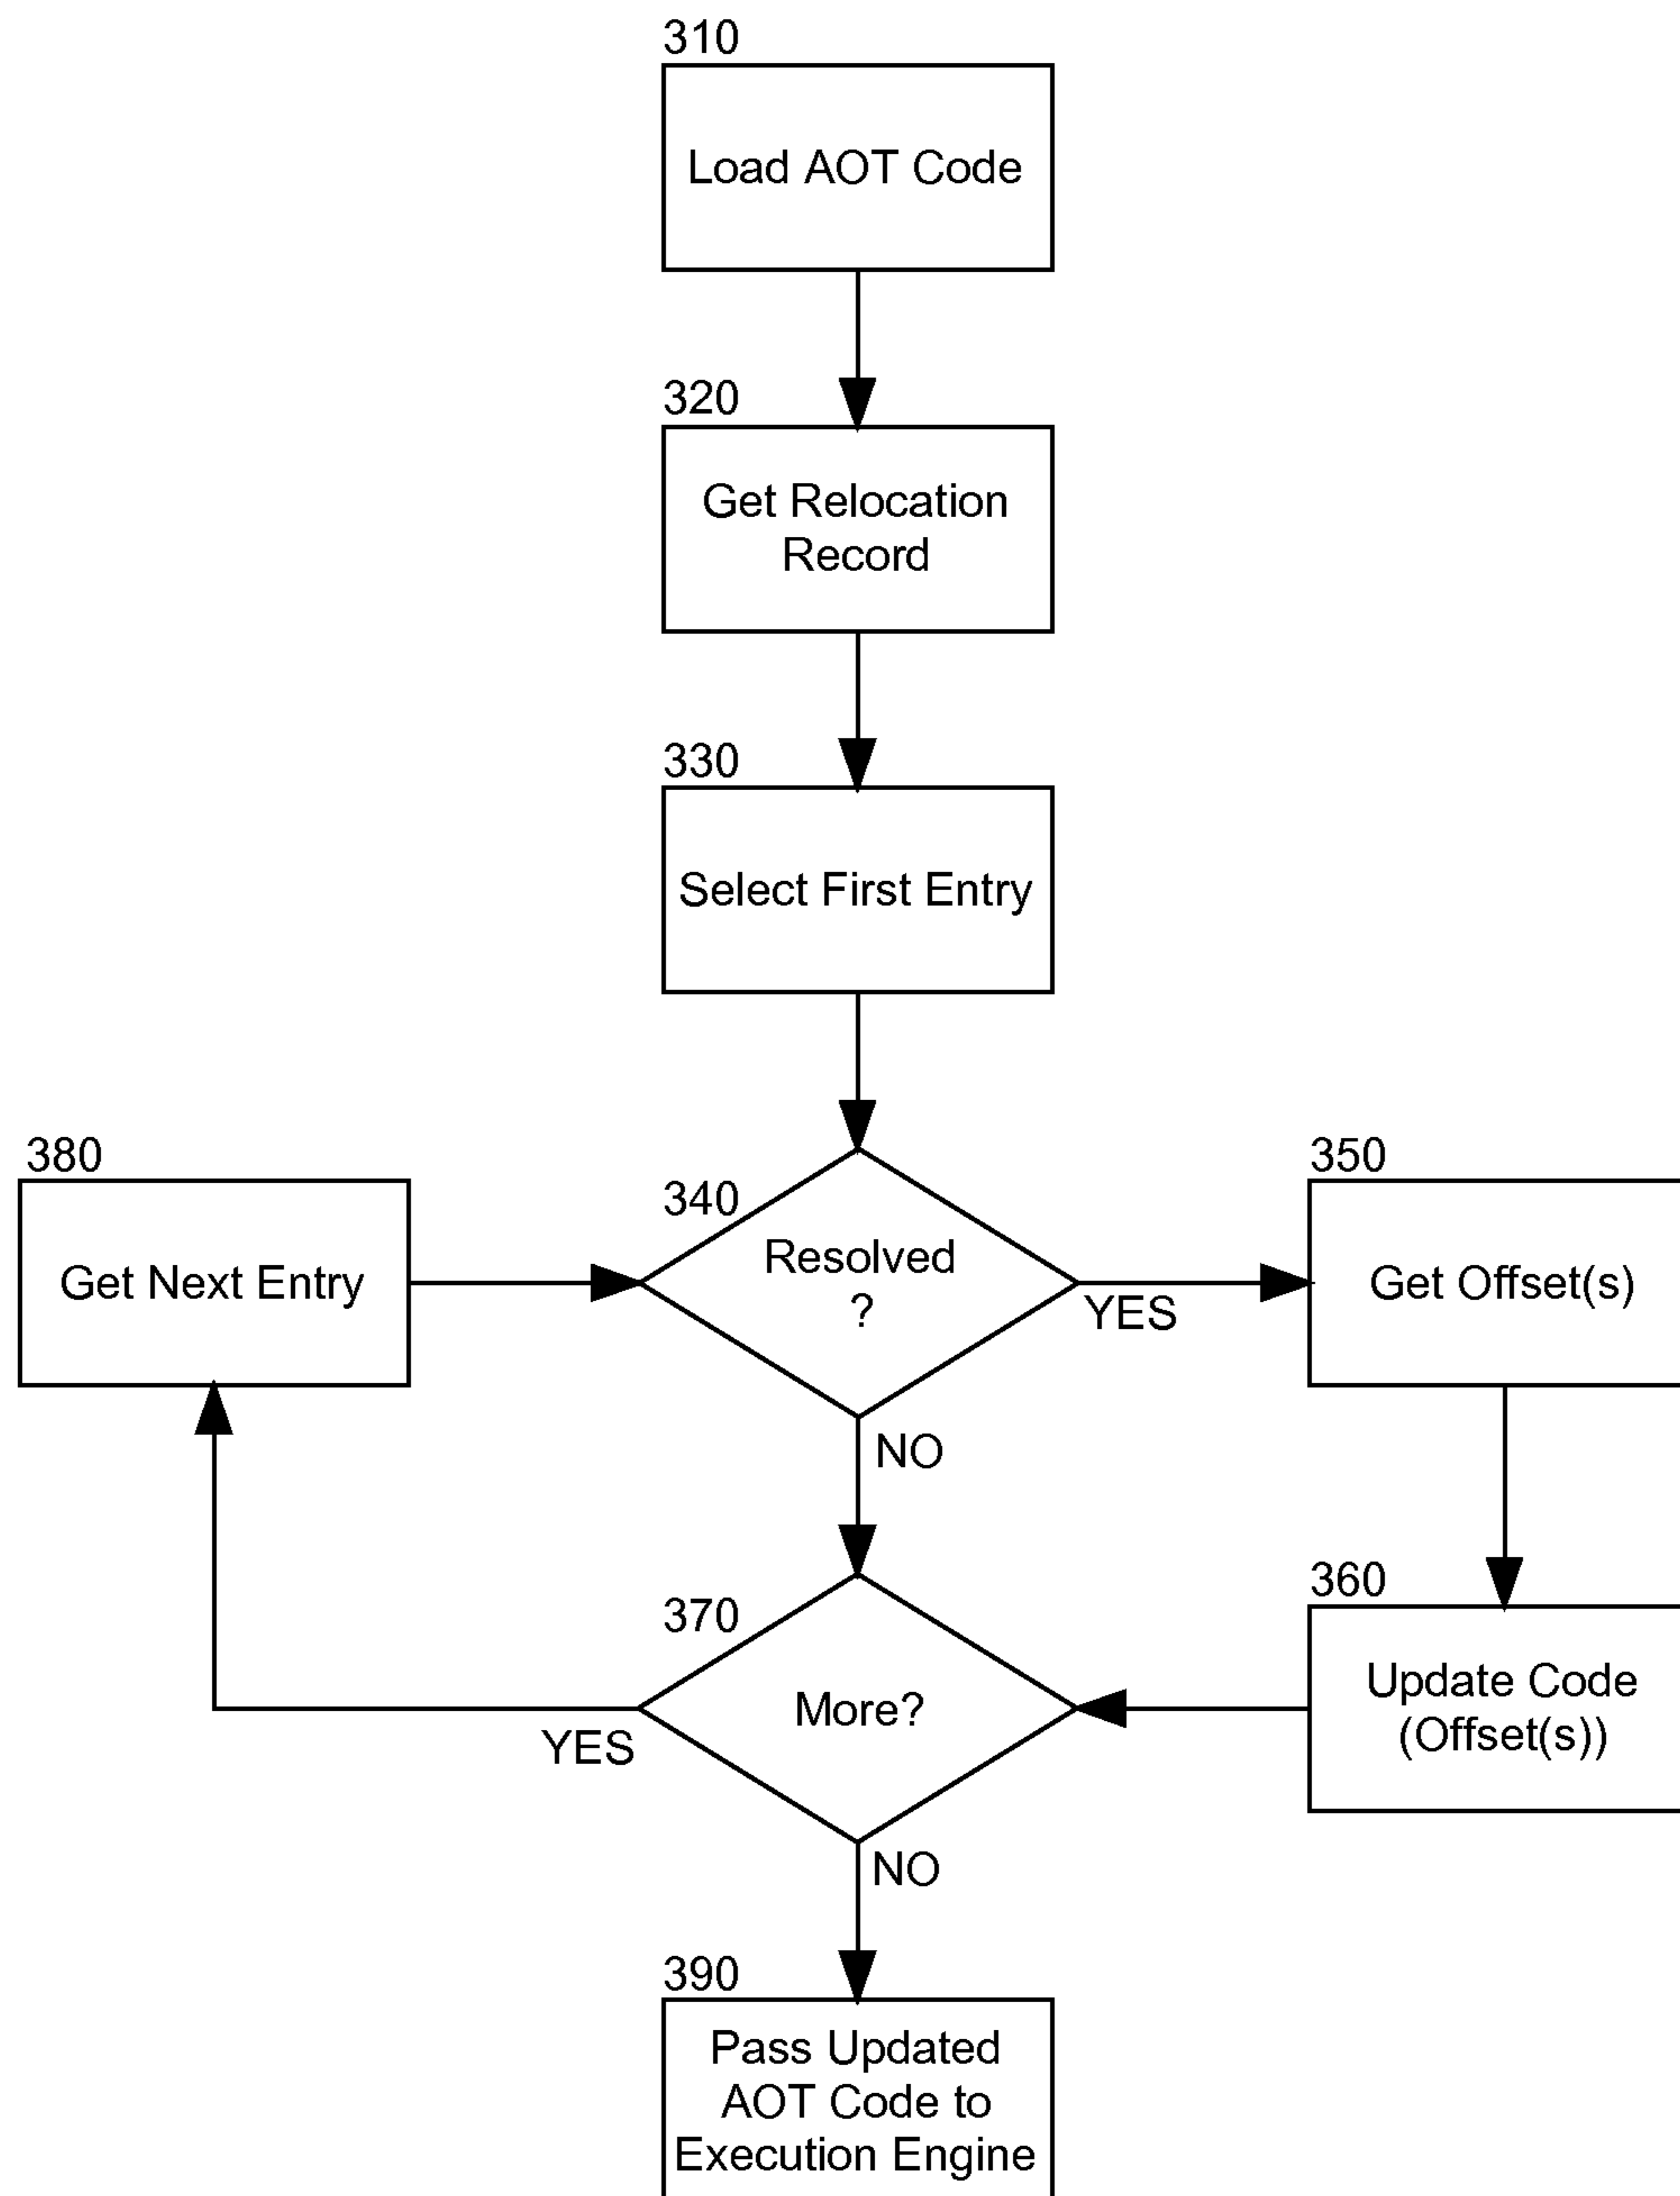 310
Load AOT Code
320
Get Relocation
Record
330
Select First Entry
380
Get Next Entry
340
Resolved
?
YES
350
Get Offset(s)
NO
360
Update Code
(Offset(s))
370
More?
YES
NO
390
Pass Updated
AOT Code to
Execution Engine